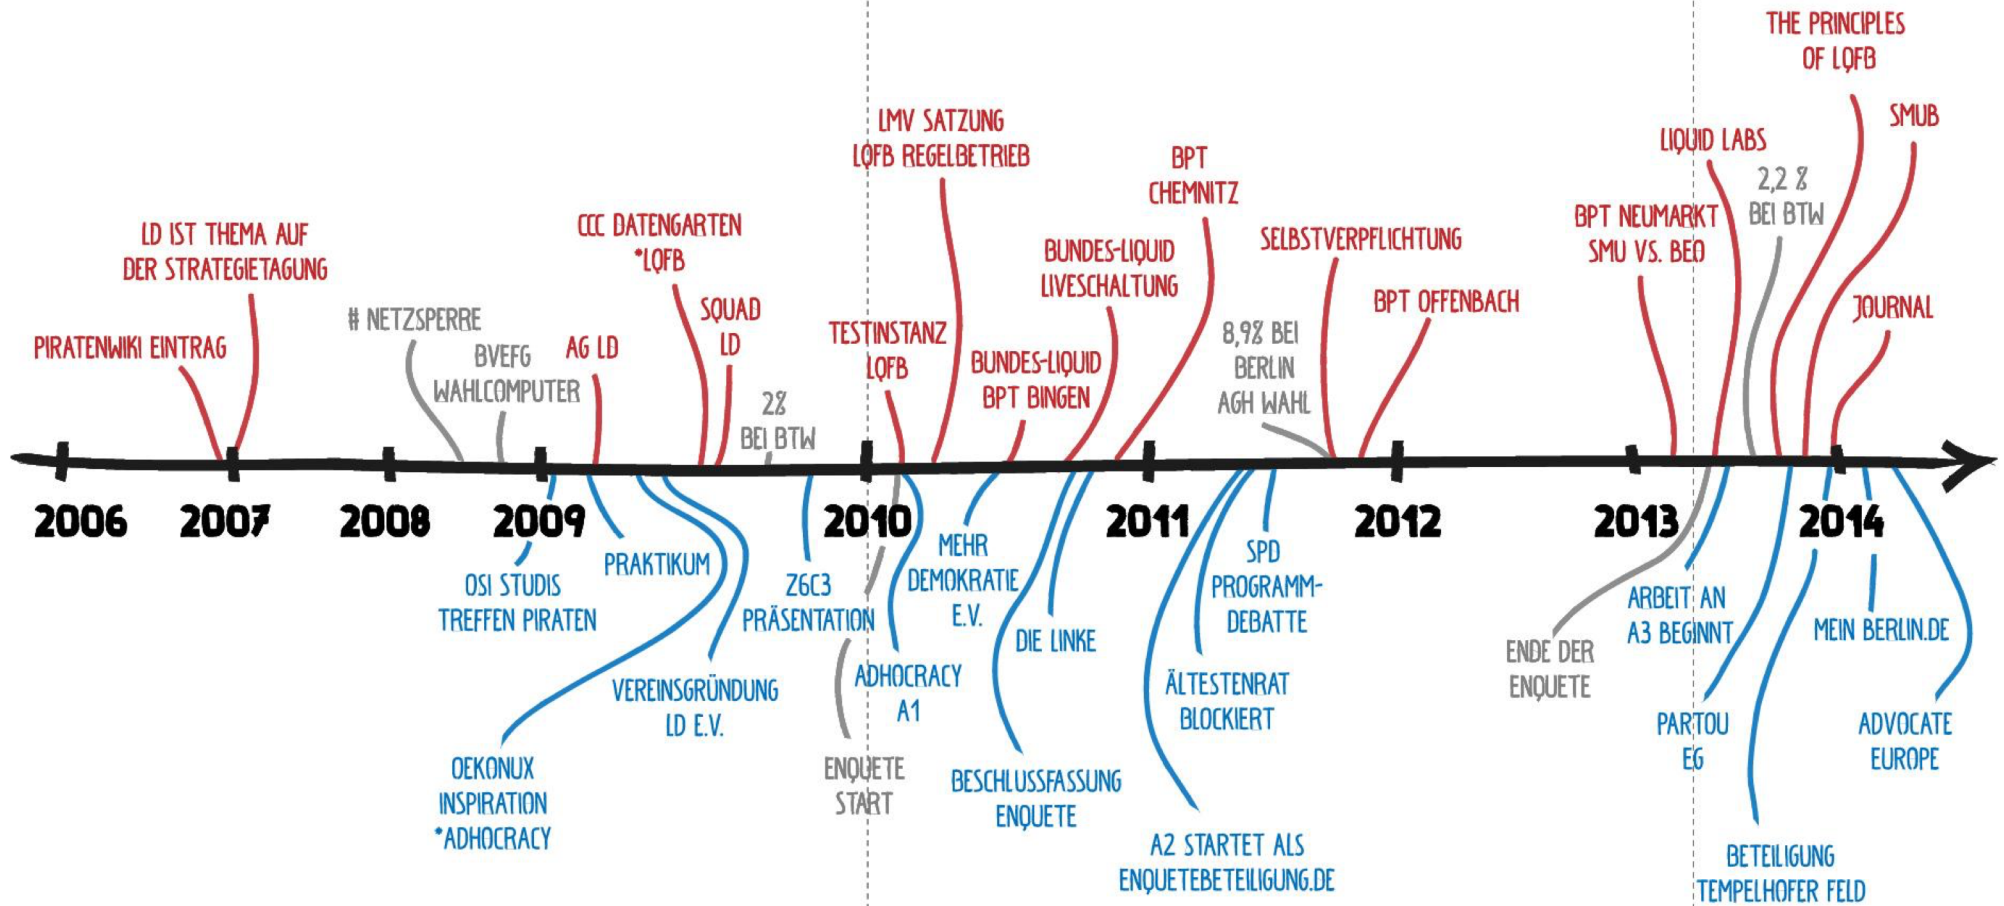 THE PRINCIPLES
OF LQFB
SMUB
LMV SATZUNG
LQFB REGELBETRIEB
LIQUID LABS
BPT
CHEMNITZ
2,2 %
BEI BTW
LD IST THEMA AUF
DER STRATEGIETAGUNG
CCC DATENGARTEN
*LQFB
BUNDES-LIQUID
LIVESCHALTUNG
SELBSTVERPFLICHTUNG
BPT NEUMARKT
SMU VS. BEO
BPT OFFENBACH
JOURNAL
PIRATENWIKI EINTRAG
# NETZSPERRE
BVEFG
WAHLCOMPUTER
AG LD
SQUAD
LD
2%
BEI BTW
TESTINSTANZ
LQFB
BUNDES-LIQUID
BPT BINGEN
8,9% BEI
BERLIN
AGH WAHL
2006
2007
2008
2009
2010
2011
2012
2013
2014
OSI STUDIS
TREFFEN PIRATEN
PRAKTIKUM
Z6C3
PRÄSENTATION
MEHR
DEMOKRATIE
E.V.
DIE LINKE
SPD
PROGRAMM-
DEBATTE
ENDE DER
ENQUETE
ARBEIT AN
A3 BEGINNT
MEIN BERLIN.DE
VEREINSGRÜNDUNG
LD E.V.
ADHOCRACY
A1
ÄLTESTENRAT
BLOCKIERT
PARTOU
EG
ADVOCATE
EUROPE
OEKONUX
INSPIRATION
*ADHOCRACY
ENQUETE
START
BESCHLUSSFASSUNG
ENQUETE
A2 STARTET ALS
ENQUETEBETEILIGUNG.DE
BETEILIGUNG
TEMPELHOFER FELD